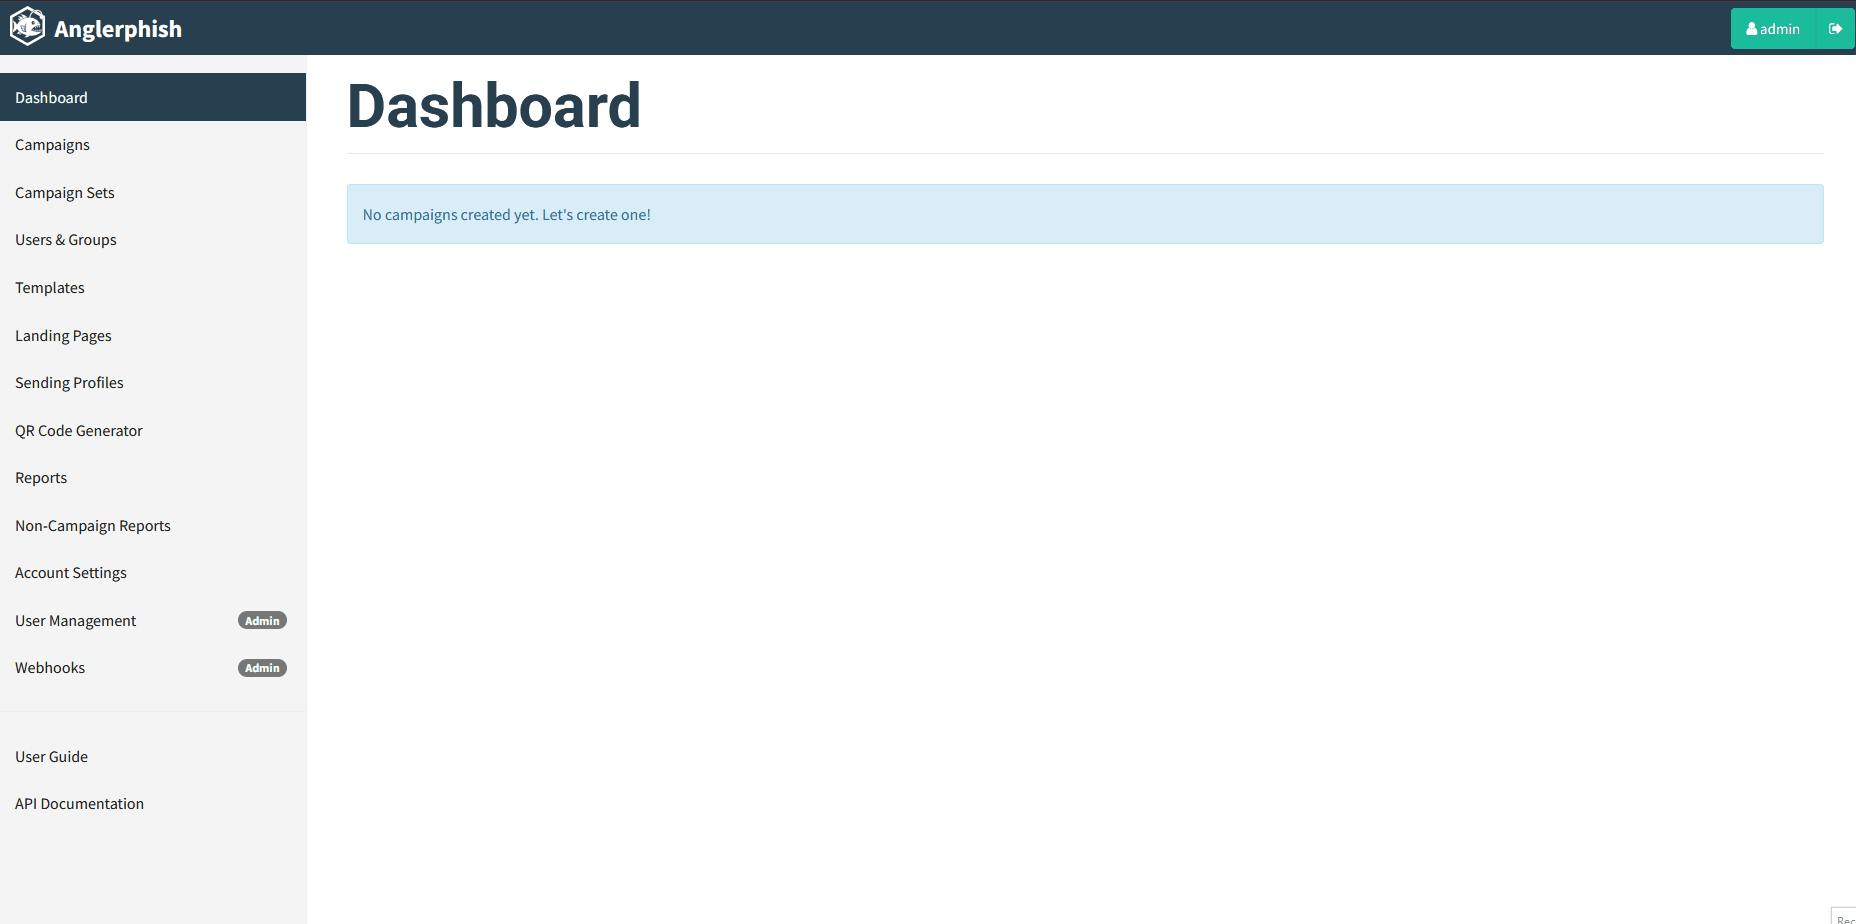 Anglerphish
admin
Dashboard
Campaigns
Campaign Sets
Users & Groups
Templates
Landing Pages
Sending Profiles
QR Code Generator
Reports
Non-Campaign Reports
Account Settings
User Management Admin
Webhooks Admin
User Guide
API Documentation
Dashboard
No campaigns created yet. Let's create one!
Rec